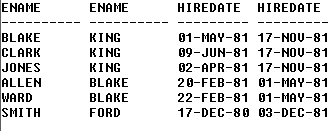 ENAME ENAME HIREDATE HIREDATE
---------- ---------- --------- ---------
BLAKE KING 01-MAY-81 17-NOV-81
CLARK KING 09-JUN-81 17-NOV-81
JONES KING 02-APR-81 17-NOV-81
ALLEN BLAKE 20-FEB-81 01-MAY-81
WARD BLAKE 22-FEB-81 01-MAY-81
SMITH FORD 17-DEC-80 03-DEC-81